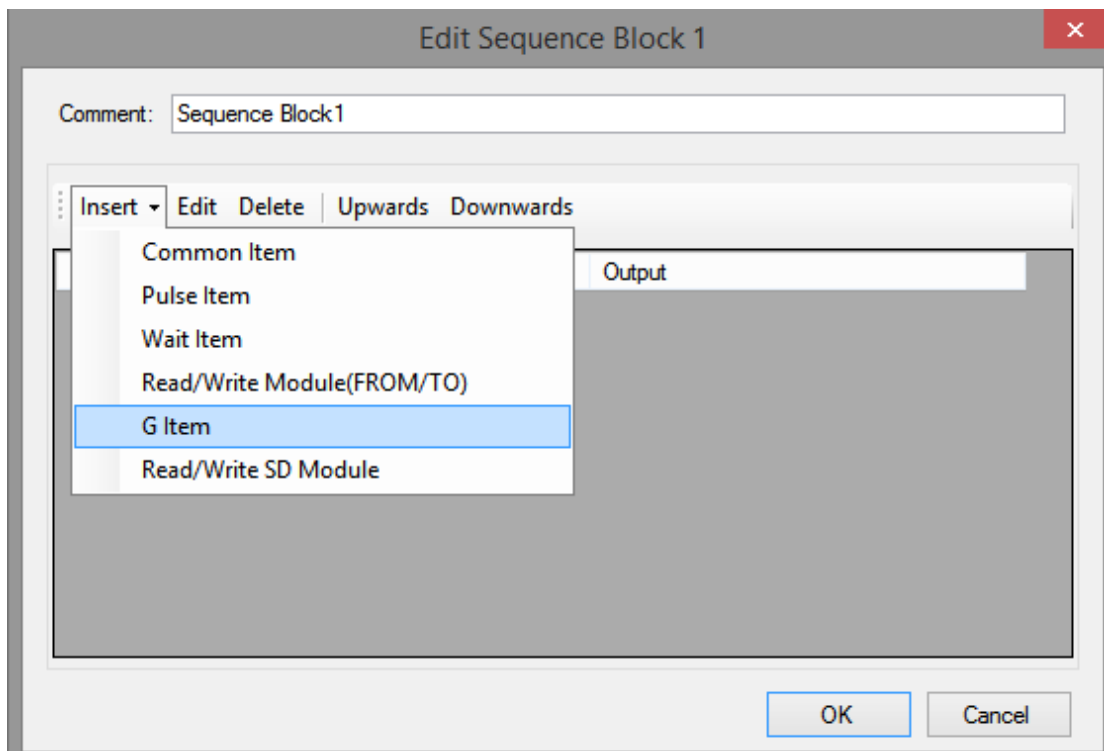 Edit Sequence Block 1
Comment: Sequence Block1
Insert Edit Delete Upwards Downwards
Common Item
Output
Pulse Item
Wait Item
Read/Write Module(FROM/TO)
G Item
Read/Write SD Module
OK Cancel